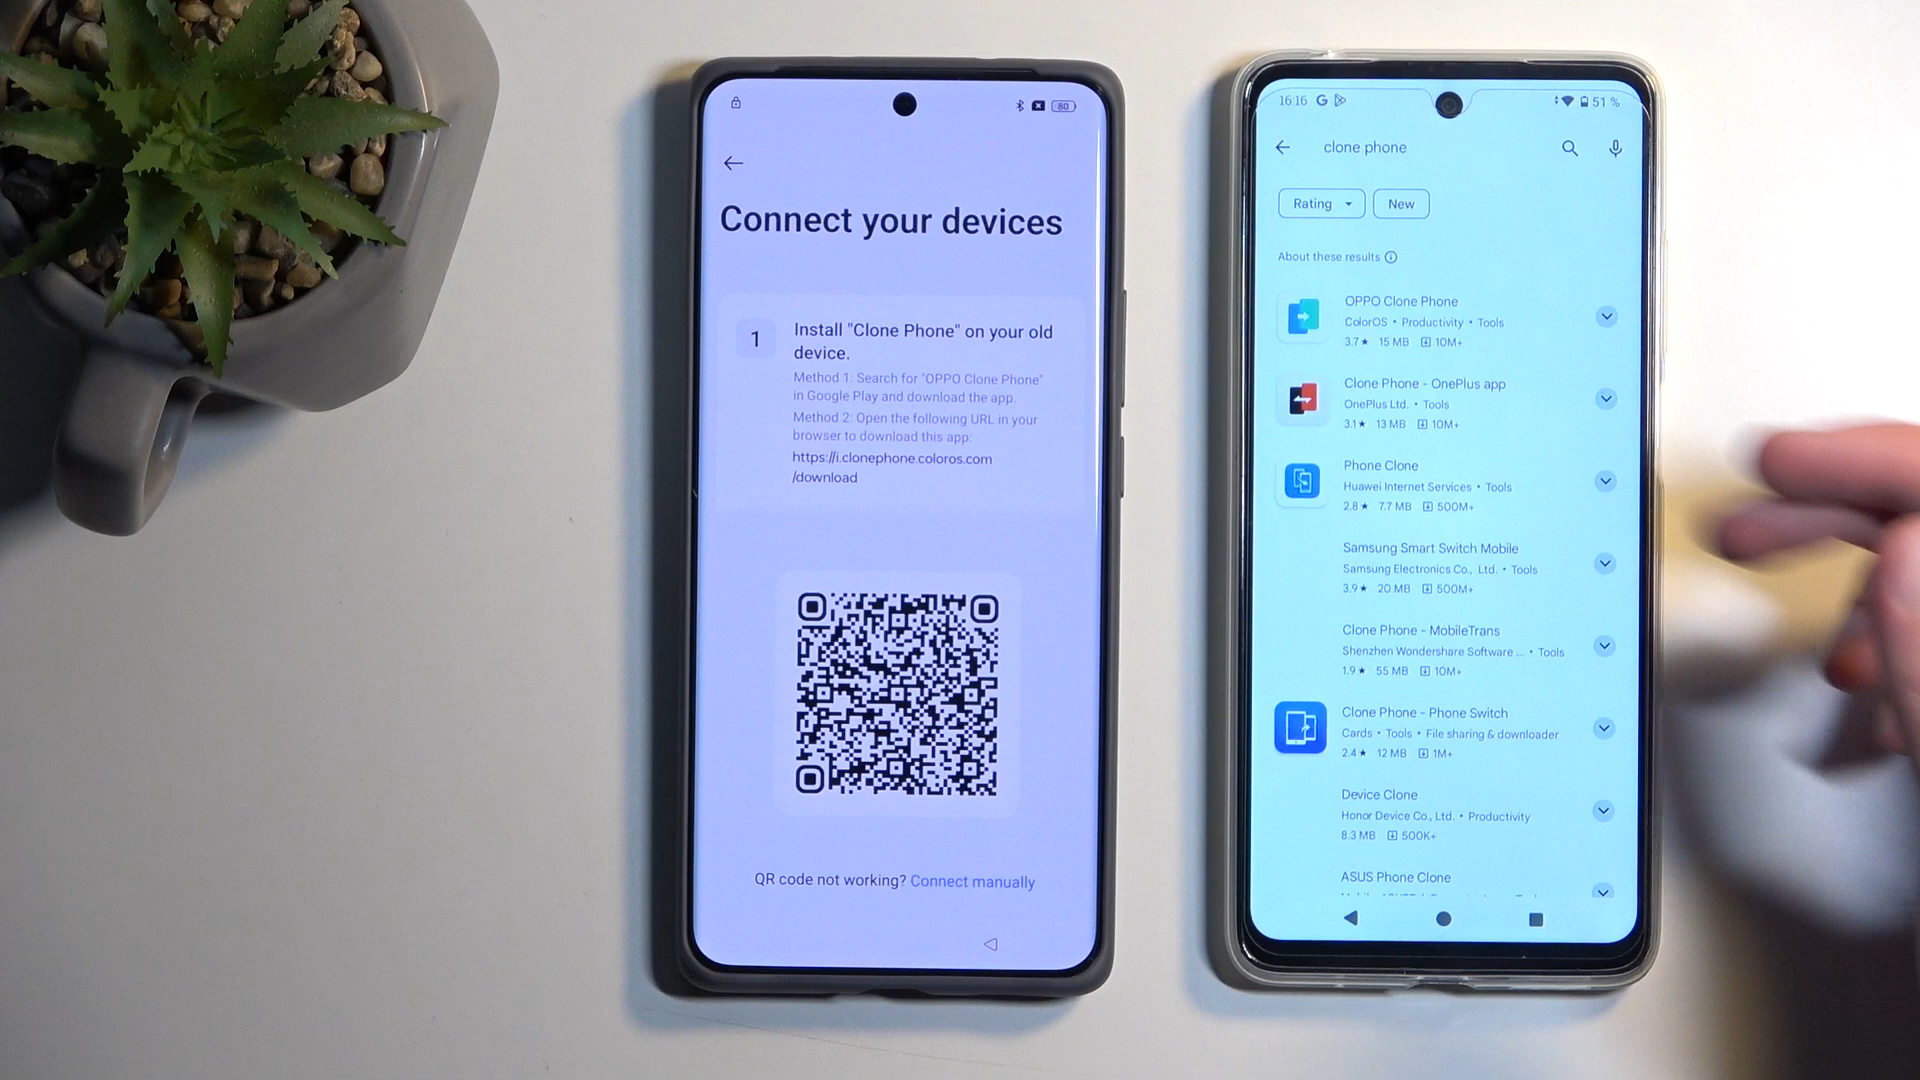 80
Connect your devices
1
Install "Clone Phone" on your old
device.
Method 1: Search for "OPPO Clone Phone"
in Google Play and download the app.
Method 2: Open the following URL in your
browser to download this app:
https://i.clonephone.coloros.com
/download
QR code not working? Connect manually
16:16 G 51 %
clone phone
Rating New
About these results
OPPO Clone Phone
ColorOS • Productivity • Tools
3.7★ 15 MB 10M+
Clone Phone - OnePlus app
OnePlus Ltd. • Tools
3.1★ 13 MB 10M+
Phone Clone
Huawei Internet Services • Tools
2.8★ 7.7 MB 500M+
Samsung Smart Switch Mobile
Samsung Electronics Co., Ltd. • Tools
3.9★ 20 MB 500M+
Clone Phone - MobileTrans
Shenzhen Wondershare Software ... • Tools
1.9★ 55 MB 10M+
Clone Phone - Phone Switch
Cards • Tools • File sharing & downloader
2.4★ 12 MB 1M+
Device Clone
Honor Device Co., Ltd. • Productivity
8.3 MB 500K+
ASUS Phone Clone